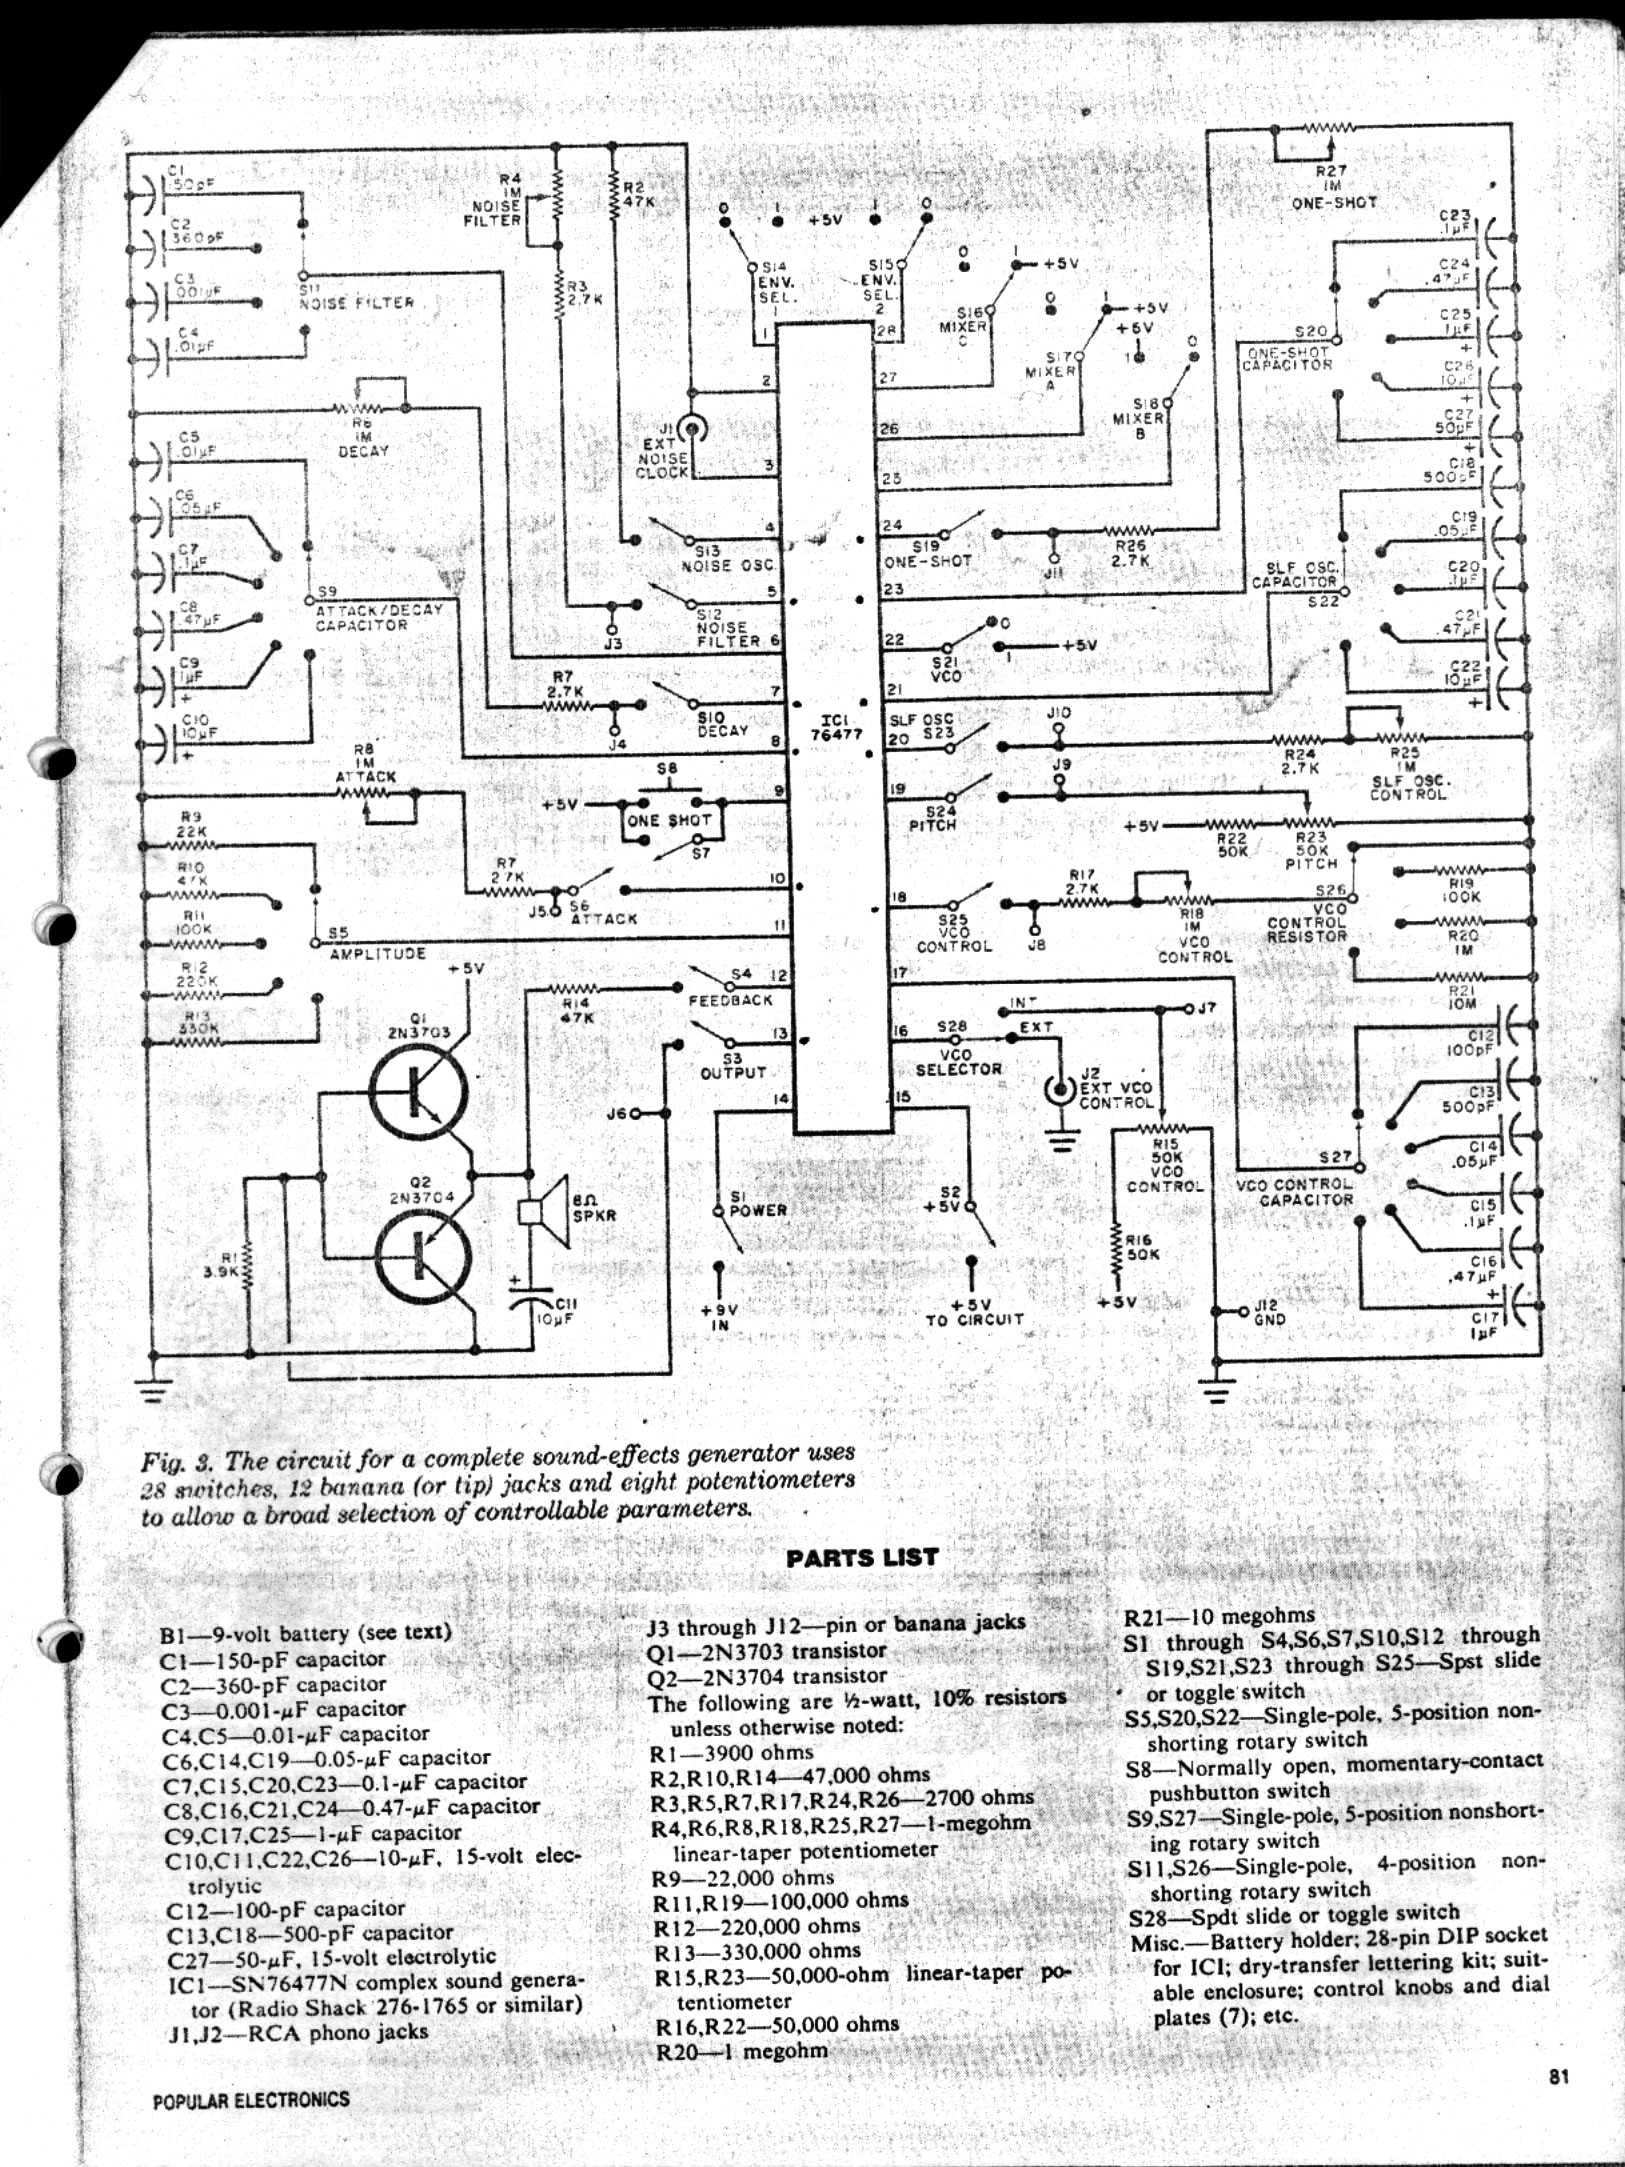 C1
.50pF
C2
360pF
C3
.001µF
C4
.01µF
S11
NOISE FILTER
R4
1M
NOISE
FILTER
R2
47K
R3
2.7K
0
1
+5V
1
0
S14
ENV.
SEL.
1
S15
ENV.
SEL.
2
0
1
+5V
S16
MIXER
C
0
1
+5V
S17
MIXER
A
+5V
1
0
S18
MIXER
B
R27
1M
ONE-SHOT
C23
.1µF
C24
.47µF
C25
1µF
+
C26
10µF
+
C27
50µF
+
S20
ONE-SHOT
CAPACITOR
R6
1M
DECAY
J1
EXT
NOISE
CLOCK
C5
.01µF
C6
.05µF
C7
.1µF
C8
.47µF
C9
1µF
+
C10
10µF
+
S9
ATTACK/DECAY
CAPACITOR
S13
NOISE OSC.
S12
NOISE
FILTER
J3
R7
2.7K
J4
S10
DECAY
1
2
3
4
5
6
7
8
9
10
11
12
13
14
IC1
76477
28
27
26
25
24
23
22
21
20
19
18
17
16
15
S19
ONE-SHOT
J11
R26
2.7K
C18
500pF
C19
.05µF
C20
.1µF
C21
.47µF
C22
10µF
+
SLF OSC.
CAPACITOR
S22
0
1
+5V
S21
VCO
SLF OSC
S23
J10
R24
2.7K
R25
1M
SLF OSC.
CONTROL
J9
S24
PITCH
+5V
R22
50K
R23
50K
PITCH
R8
1M
ATTACK
S8
+5V
ONE SHOT
S7
R7
2.7K
J5
S6
ATTACK
R9
22K
R10
47K
R11
100K
R12
220K
R13
330K
S5
AMPLITUDE
S25
VCO
CONTROL
J8
R17
2.7K
R18
1M
VCO
CONTROL
S26
VCO
CONTROL
RESISTOR
R19
100K
R20
1M
R21
10M
+5V
Q1
2N3703
Q2
2N3704
R14
47K
S4
FEEDBACK
S3
OUTPUT
J6
S28
VCO
SELECTOR
INT
EXT
J7
J2
EXT VCO
CONTROL
R15
50K
VCO
CONTROL
R16
50K
+5V
J12
GND
C12
100pF
C13
500pF
C14
.05µF
C15
.1µF
C16
.47µF
+
C17
1µF
S27
VCO CONTROL
CAPACITOR
R1
3.9K
8Ω
SPKR
+
C11
10µF
S1
POWER
+9V
IN
S2
+5V
+5V
TO CIRCUIT
Fig. 3. The circuit for a complete sound-effects generator uses
28 switches, 12 banana (or tip) jacks and eight potentiometers
to allow a broad selection of controllable parameters.
PARTS LIST
B1—9-volt battery (see text)
C1—150-pF capacitor
C2—360-pF capacitor
C3—0.001-µF capacitor
C4,C5—0.01-µF capacitor
C6,C14,C19—0.05-µF capacitor
C7,C15,C20,C23—0.1-µF capacitor
C8,C16,C21,C24—0.47-µF capacitor
C9,C17,C25—1-µF capacitor
C10,C11,C22,C26—10-µF, 15-volt elec-
trolytic
C12—100-pF capacitor
C13,C18—500-pF capacitor
C27—50-µF, 15-volt electrolytic
IC1—SN76477N complex sound genera-
tor (Radio Shack 276-1765 or similar)
J1,J2—RCA phono jacks
J3 through J12—pin or banana jacks
Q1—2N3703 transistor
Q2—2N3704 transistor
The following are ½-watt, 10% resistors
unless otherwise noted:
R1—3900 ohms
R2,R10,R14—47,000 ohms
R3,R5,R7,R17,R24,R26—2700 ohms
R4,R6,R8,R18,R25,R27—1-megohm
linear-taper potentiometer
R9—22,000 ohms
R11,R19—100,000 ohms
R12—220,000 ohms
R13—330,000 ohms
R15,R23—50,000-ohm linear-taper po-
tentiometer
R16,R22—50,000 ohms
R20—1 megohm
R21—10 megohms
S1 through S4,S6,S7,S10,S12 through
S19,S21,S23 through S25—Spst slide
or toggle switch
S5,S20,S22—Single-pole, 5-position non-
shorting rotary switch
S8—Normally open, momentary-contact
pushbutton switch
S9,S27—Single-pole, 5-position nonshort-
ing rotary switch
S11,S26—Single-pole, 4-position non-
shorting rotary switch
S28—Spdt slide or toggle switch
Misc.—Battery holder; 28-pin DIP socket
for IC1; dry-transfer lettering kit; suit-
able enclosure; control knobs and dial
plates (7); etc.
POPULAR ELECTRONICS
81